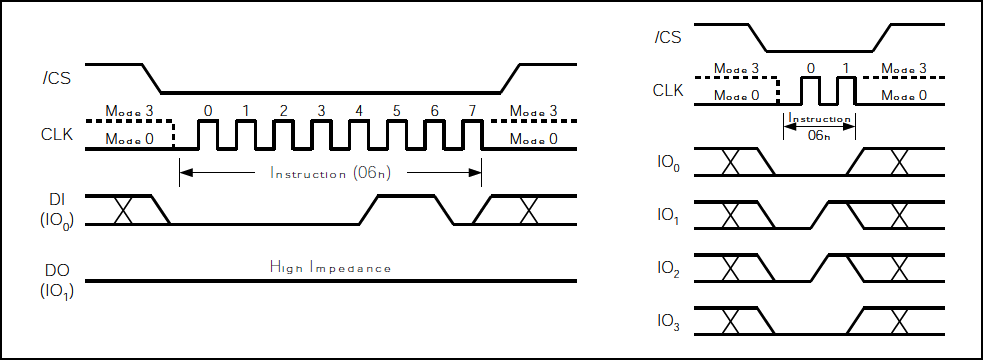 /CS
Mode 3 0 1 2 3 4 5 6 7 Mode 3
CLK
Mode 0 Mode 0
Instruction (06h)
DI
(IO0)
High Impedance
DO
(IO1)
/CS
Mode 3 0 1 Mode 3
CLK
Mode 0 Mode 0
Instruction
06h
IO0
IO1
IO2
IO3